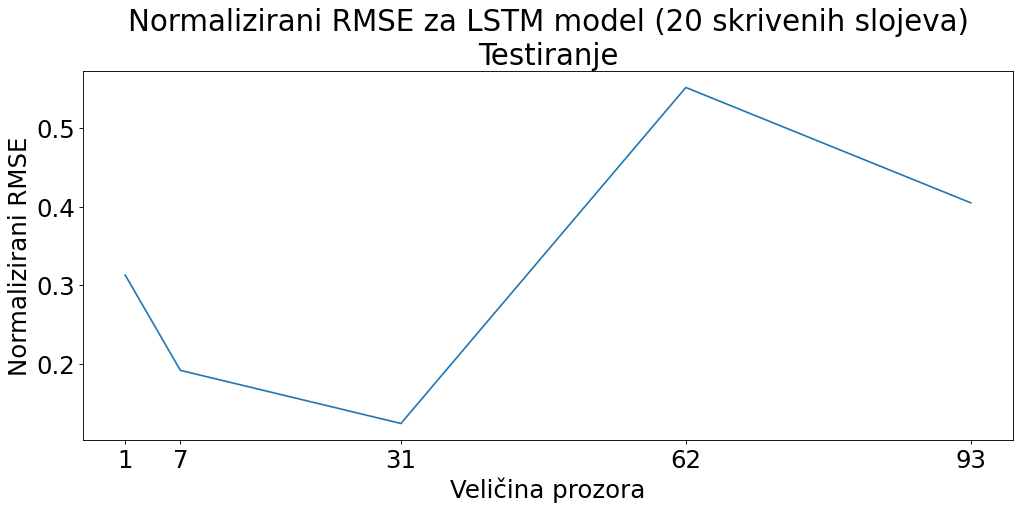 Normalizirani RMSE za LSTM model (20 skrivenih slojeva)
Testiranje
Normalizirani RMSE
0.5
0.4
0.3
0.2
1 7 31 62 93
Veličina prozora